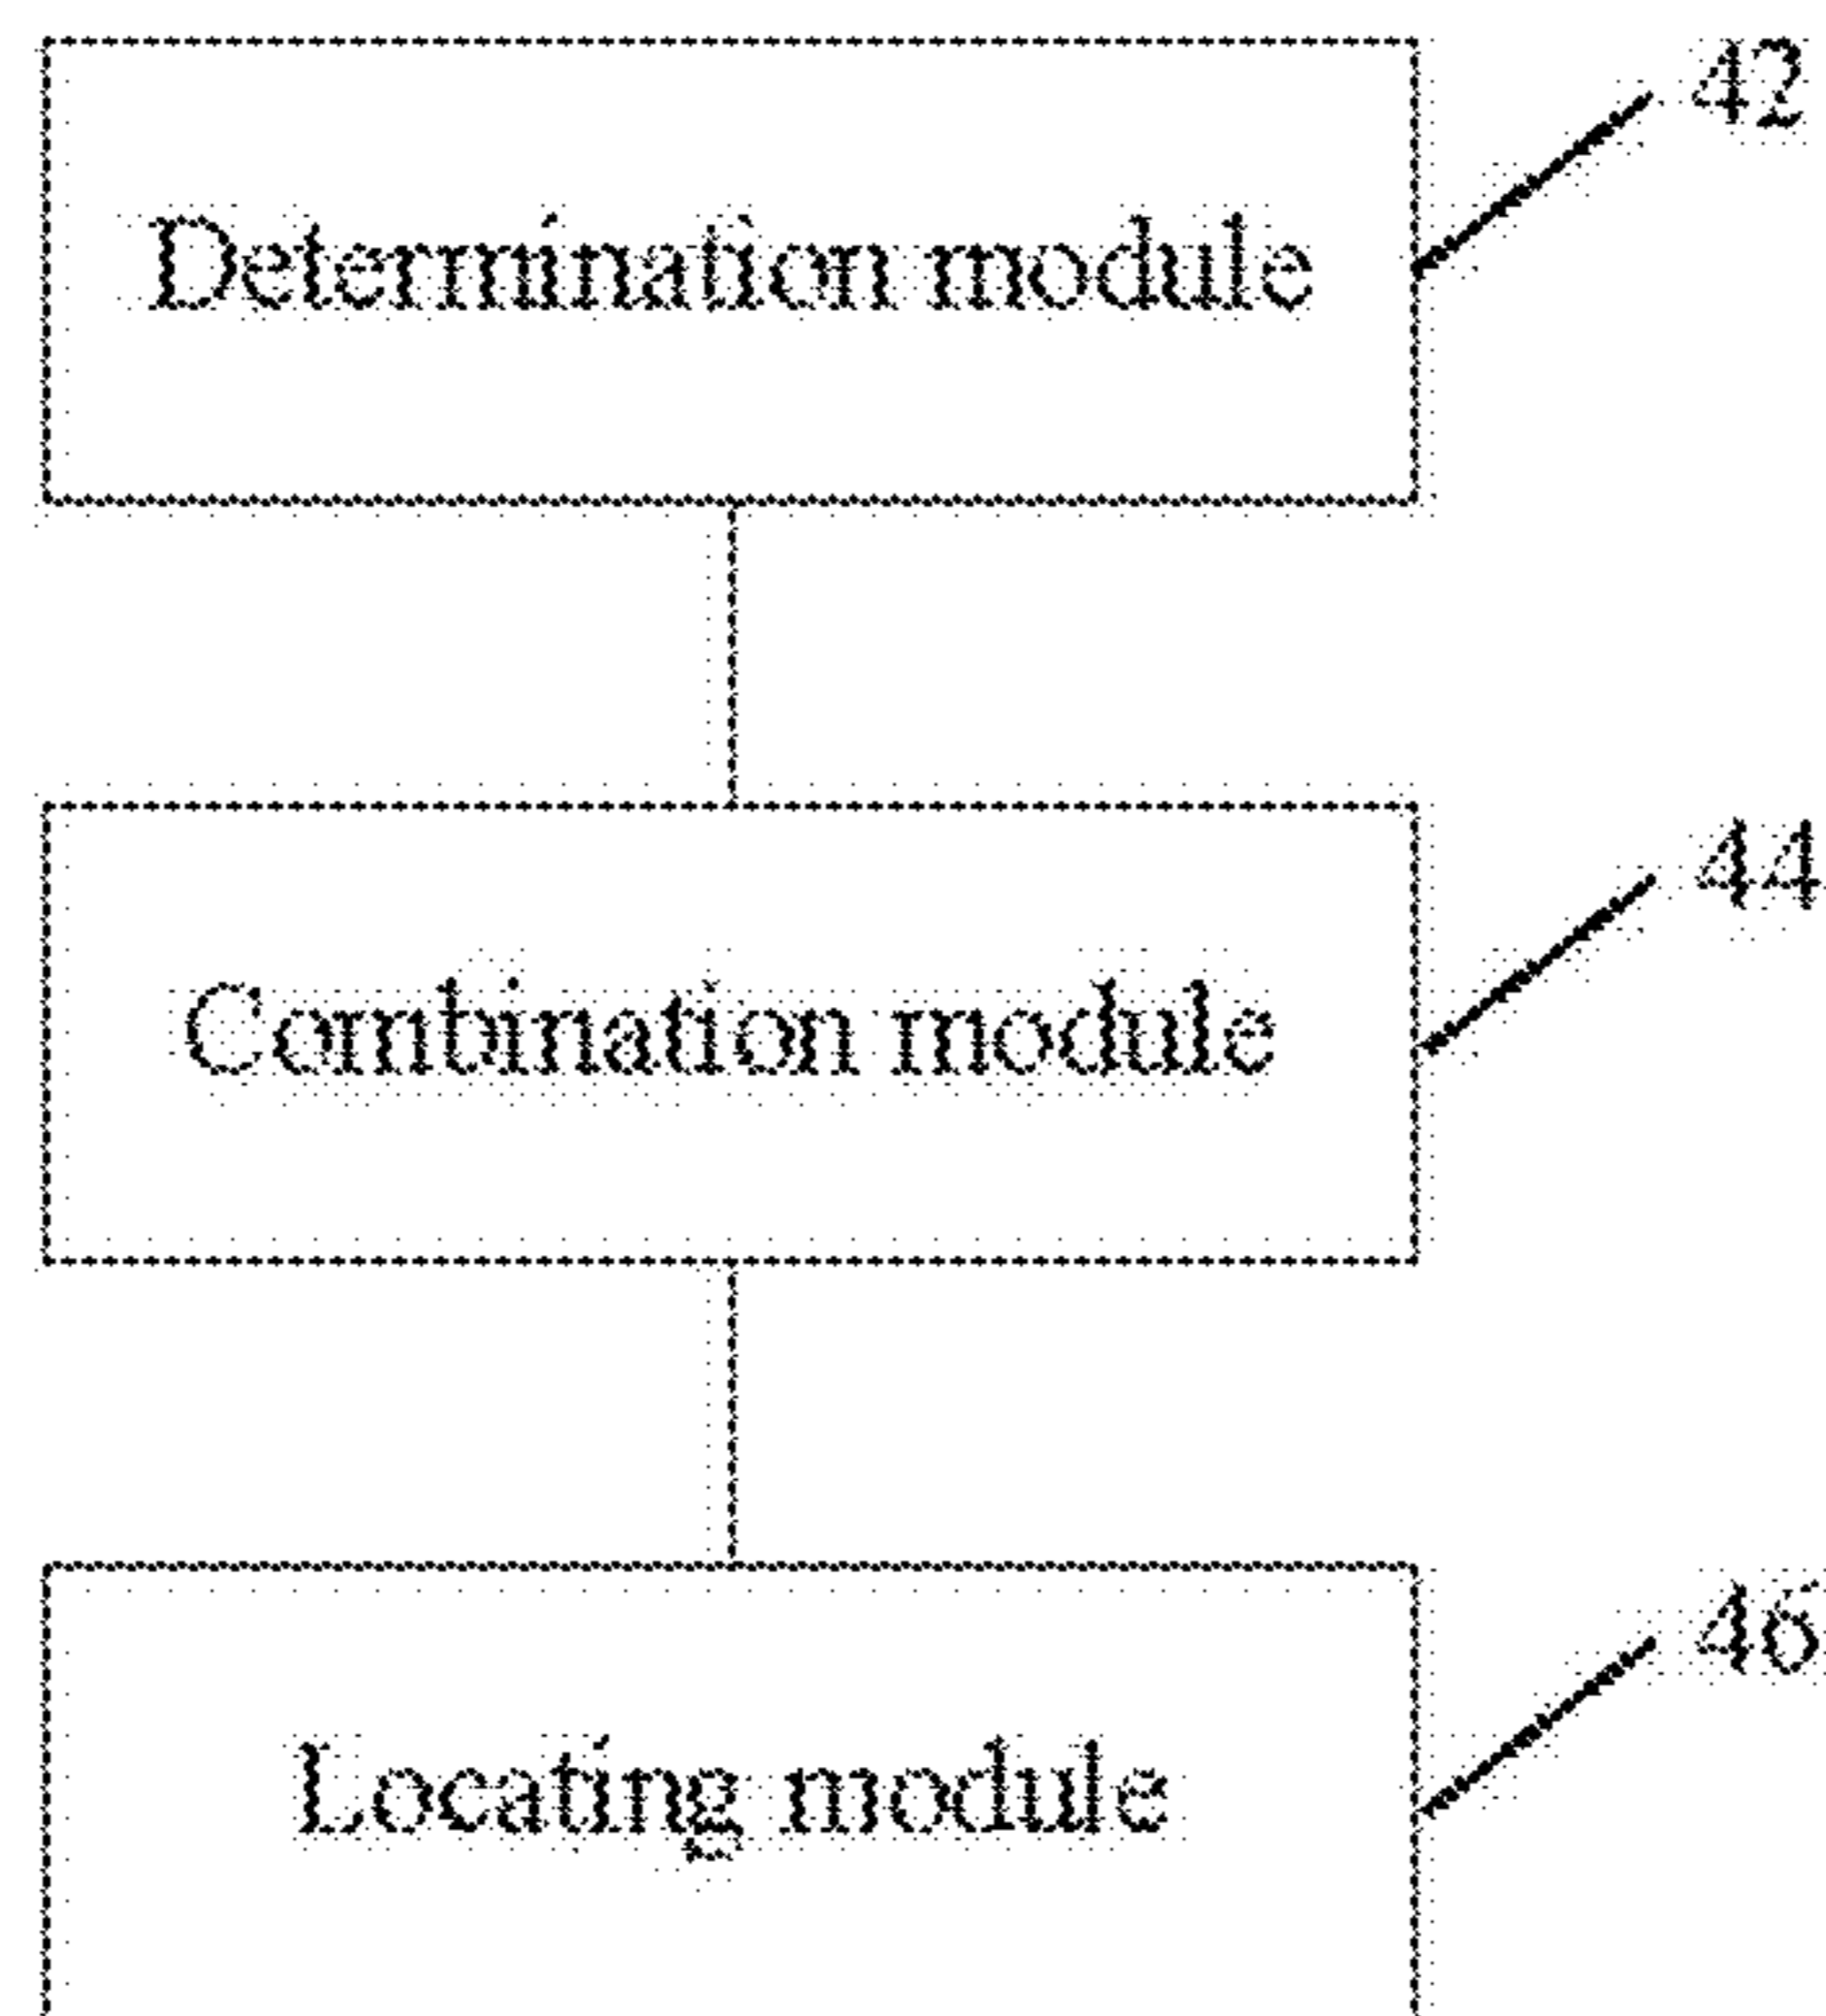 42
Determination module
44
Combination module
46
Locating module